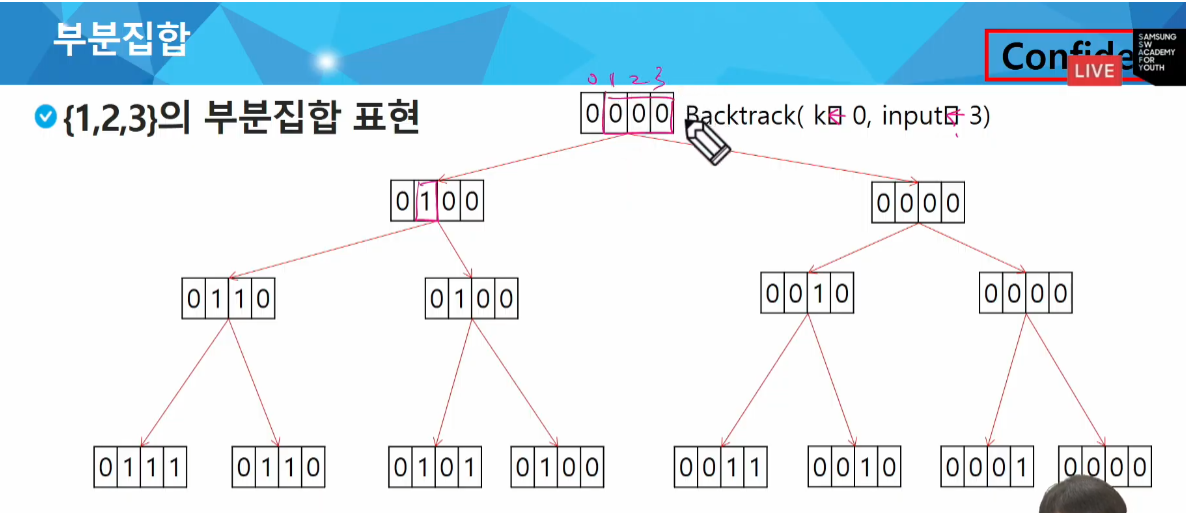 부분집합
Confide
SAMSUNG
SW
ACADEMY
FOR
YOUTH
LIVE
{1,2,3}의 부분집합 표현
0 1 2 3
0 0 0 0 Backtrack( k← 0, input← 3)
0 1 0 0 0 0 0 0
0 1 1 0 0 1 0 0 0 0 1 0 0 0 0 0
0 1 1 1 0 1 1 0 0 1 0 1 0 1 0 0 0 0 1 1 0 0 1 0 0 0 0 1 0 0 0 0